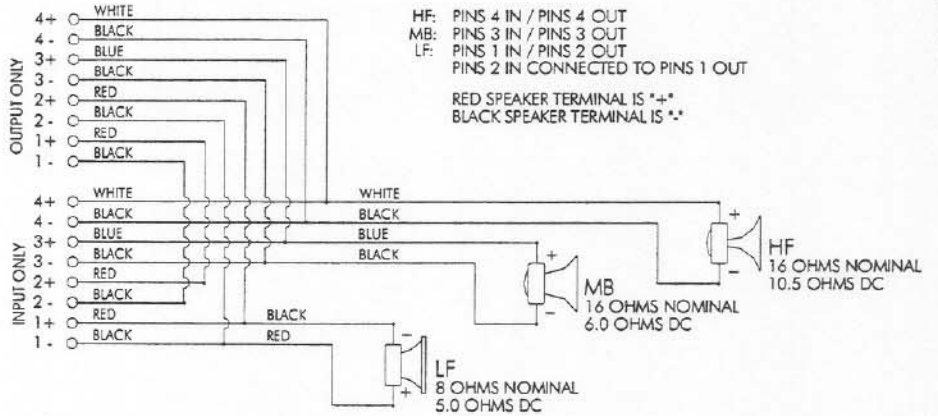 HF: PINS 4 IN / PINS 4 OUT
MB: PINS 3 IN / PINS 3 OUT
LF: PINS 1 IN / PINS 2 OUT
PINS 2 IN CONNECTED TO PINS 1 OUT
RED SPEAKER TERMINAL IS "+"
BLACK SPEAKER TERMINAL IS "-"
OUTPUT ONLY
4+ WHITE
4 - BLACK
3+ BLUE
3 - BLACK
2+ RED
2 - BLACK
1+ RED
1 - BLACK
INPUT ONLY
4+ WHITE WHITE
4 - BLACK BLACK
3+ BLUE BLUE
3 - BLACK BLACK
2+ RED
2 - BLACK
1+ RED BLACK
1 - BLACK RED
+
-
HF
16 OHMS NOMINAL
10.5 OHMS DC
+
-
MB
16 OHMS NOMINAL
6.0 OHMS DC
-
+
LF
8 OHMS NOMINAL
5.0 OHMS DC